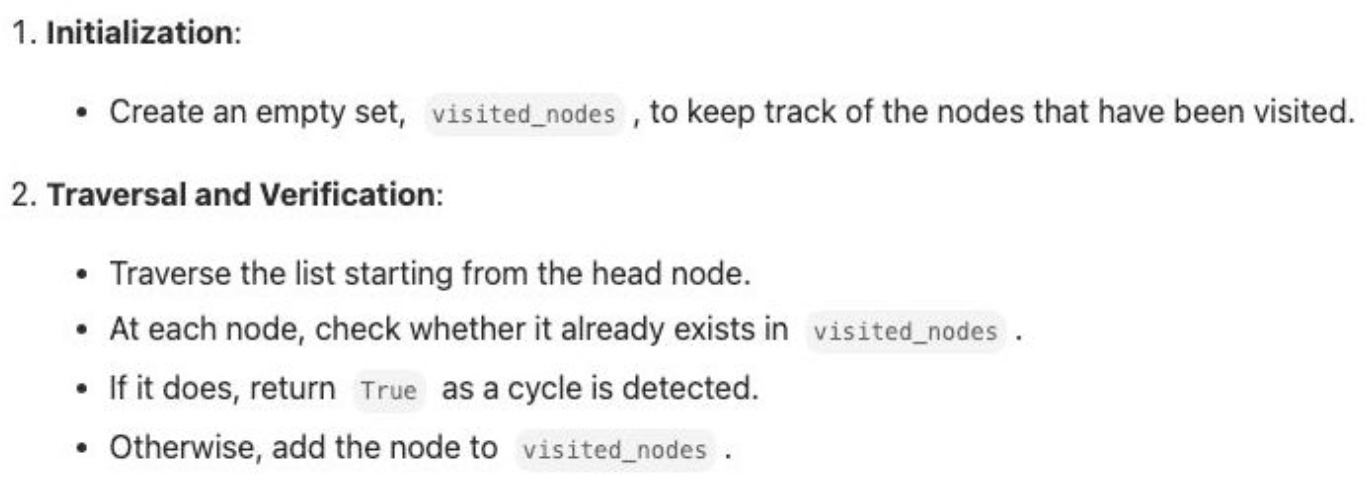 1. Initialization:
• Create an empty set, visited_nodes , to keep track of the nodes that have been visited.
2. Traversal and Verification:
• Traverse the list starting from the head node.
• At each node, check whether it already exists in visited_nodes .
• If it does, return True as a cycle is detected.
• Otherwise, add the node to visited_nodes .